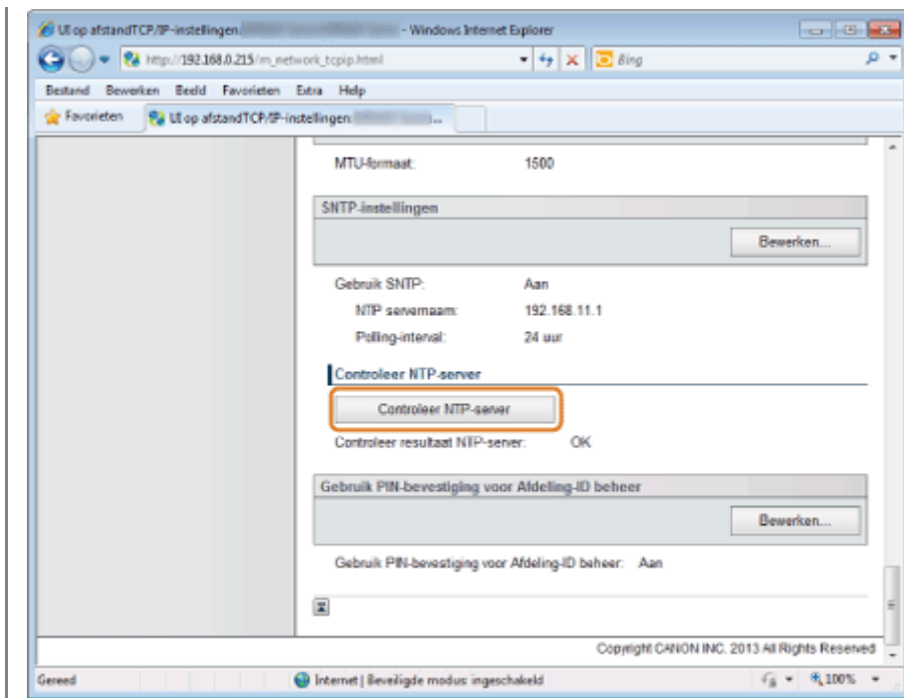 UI op afstandTCP/IP-instellingen: - Windows Internet Explorer
http://192.168.0.215/m_network_tcpip.html Bing
Bestand Bewerken Beeld Favorieten Extra Help
Favorieten UI op afstandTCP/IP-instellingen: ...
MTU-formaat: 1500
SNTP-instellingen
Bewerken...
Gebruik SNTP: Aan
NTP servernaam: 192.168.11.1
Polling-interval: 24 uur
Controleer NTP-server
Controleer NTP-server
Controleer resultaat NTP-server: OK
Gebruik PIN-bevestiging voor Afdeling-ID beheer
Bewerken...
Gebruik PIN-bevestiging voor Afdeling-ID beheer: Aan
Copyright CANON INC. 2013 All Rights Reserved
Gereed Internet | Beveiligde modus ingeschakeld 100%